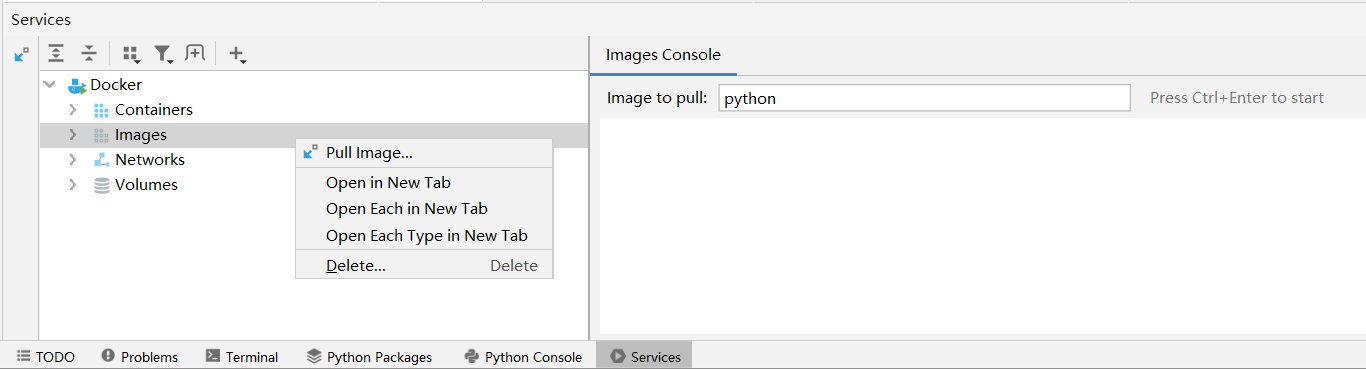 Services
Images Console
Docker
Image to pull: python Press Ctrl+Enter to start
Containers
Images
Pull Image...
Networks
Open in New Tab
Volumes
Open Each in New Tab
Open Each Type in New Tab
Delete... Delete
TODO Problems Terminal Python Packages Python Console Services